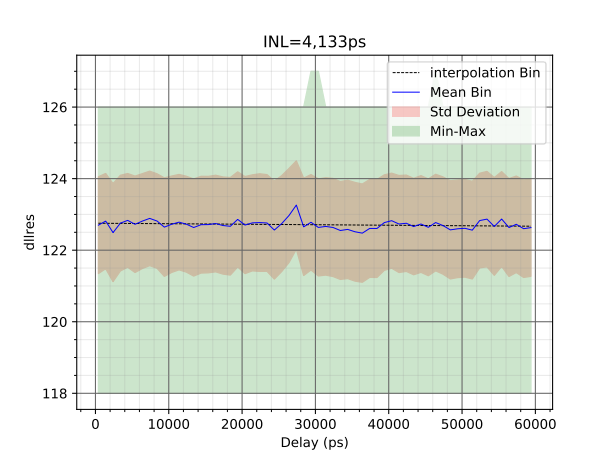 INL=4,133ps
interpolation Bin
Mean Bin
Std Deviation
Min-Max
126
124
122
120
118
dllres
0 10000 20000 30000 40000 50000 60000
Delay (ps)